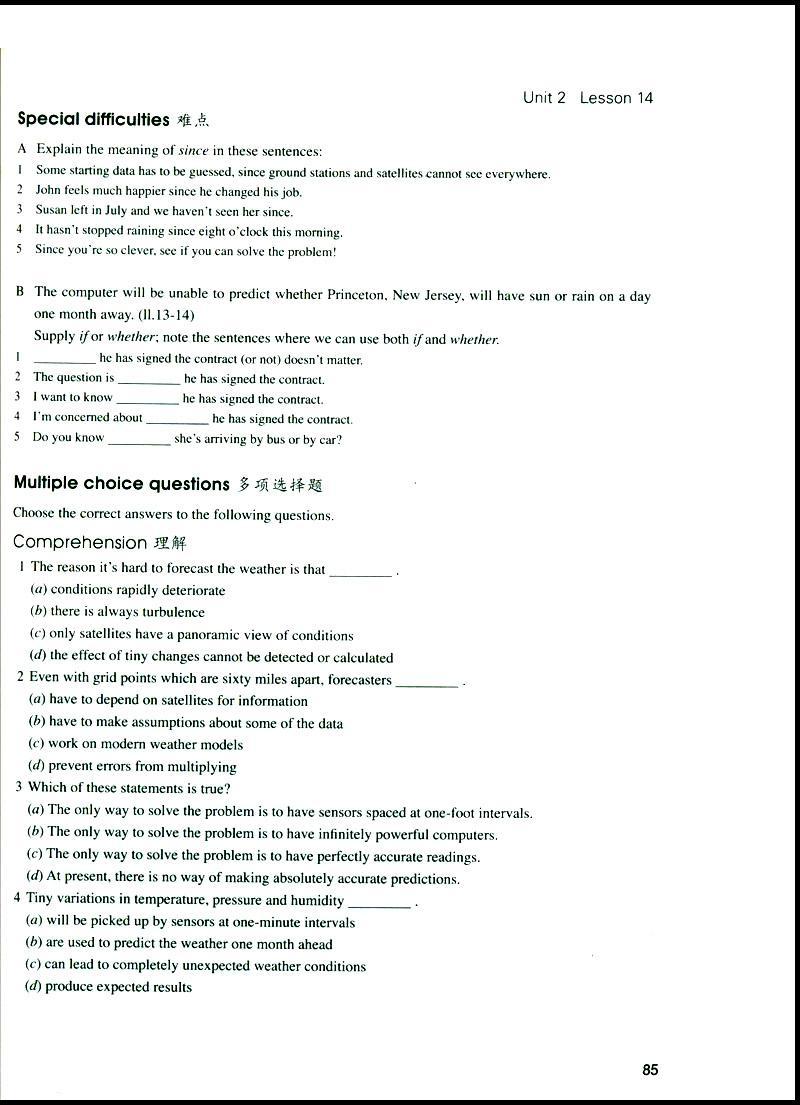 Unit 2 Lesson 14
Special difficulties 难点
A Explain the meaning of since in these sentences:
1 Some starting data has to be guessed, since ground stations and satellites cannot see everywhere.
2 John feels much happier since he changed his job.
3 Susan left in July and we haven't seen her since.
4 It hasn't stopped raining since eight o'clock this morning.
5 Since you're so clever, see if you can solve the problem!
B The computer will be unable to predict whether Princeton, New Jersey, will have sun or rain on a day
one month away. (ll.13-14)
Supply if or whether; note the sentences where we can use both if and whether.
1 ________ he has signed the contract (or not) doesn't matter.
2 The question is ________ he has signed the contract.
3 I want to know ________ he has signed the contract.
4 I'm concerned about ________ he has signed the contract.
5 Do you know ________ she's arriving by bus or by car?
Multiple choice questions 多项选择题
Choose the correct answers to the following questions.
Comprehension 理解
1 The reason it's hard to forecast the weather is that ________ .
(a) conditions rapidly deteriorate
(b) there is always turbulence
(c) only satellites have a panoramic view of conditions
(d) the effect of tiny changes cannot be detected or calculated
2 Even with grid points which are sixty miles apart, forecasters ________ .
(a) have to depend on satellites for information
(b) have to make assumptions about some of the data
(c) work on modern weather models
(d) prevent errors from multiplying
3 Which of these statements is true?
(a) The only way to solve the problem is to have sensors spaced at one-foot intervals.
(b) The only way to solve the problem is to have infinitely powerful computers.
(c) The only way to solve the problem is to have perfectly accurate readings.
(d) At present, there is no way of making absolutely accurate predictions.
4 Tiny variations in temperature, pressure and humidity ________ .
(a) will be picked up by sensors at one-minute intervals
(b) are used to predict the weather one month ahead
(c) can lead to completely unexpected weather conditions
(d) produce expected results
85